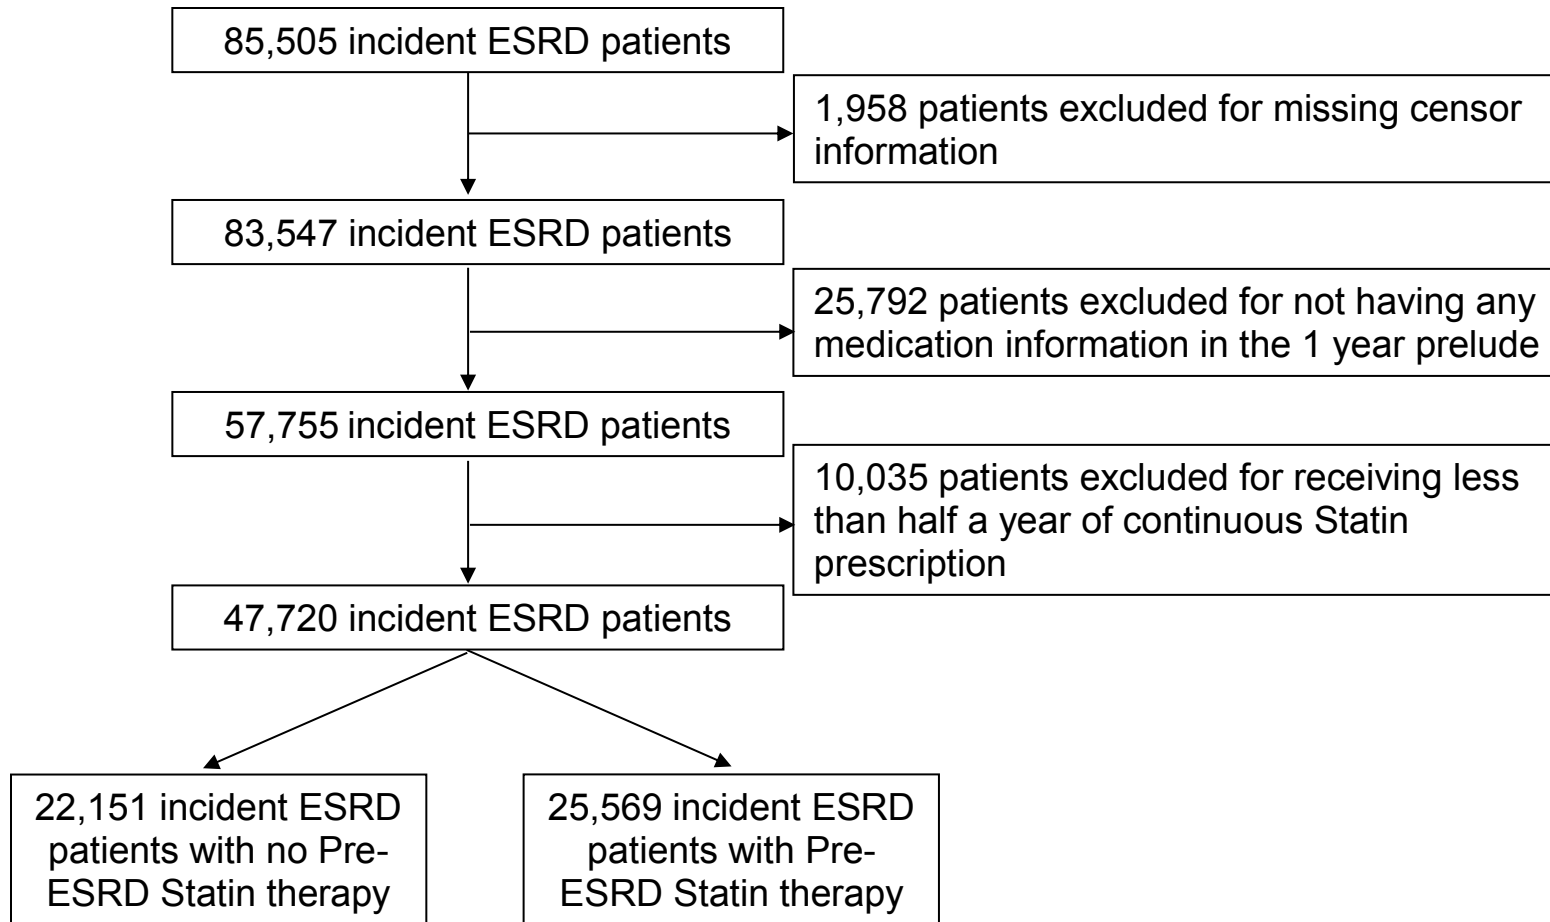 85,505 incident ESRD patients
1,958 patients excluded for missing censor
information
83,547 incident ESRD patients
25,792 patients excluded for not having any
medication information in the 1 year prelude
57,755 incident ESRD patients
10,035 patients excluded for receiving less
than half a year of continuous Statin
prescription
47,720 incident ESRD patients
22,151 incident ESRD
patients with no Pre-
ESRD Statin therapy
25,569 incident ESRD
patients with Pre-
ESRD Statin therapy